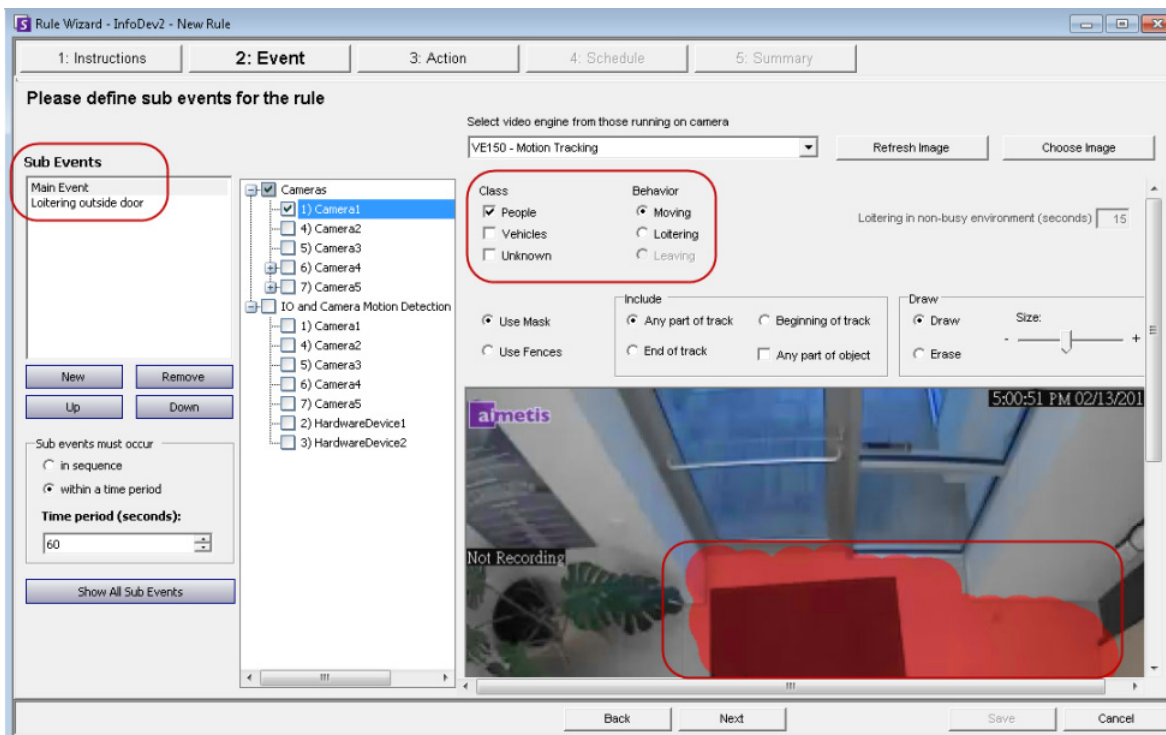 Rule Wizard - InfoDev2 - New Rule
1: Instructions
2: Event
3: Action
4: Schedule
5: Summary
Please define sub events for the rule
Select video engine from those running on camera
VE150 - Motion Tracking
Refresh Image
Choose Image
Sub Events
Main Event
Loitering outside door
New
Remove
Up
Down
Sub events must occur
in sequence
within a time period
Time period (seconds):
60
Show All Sub Events
Cameras
1) Camera1
4) Camera2
5) Camera3
6) Camera4
7) Camera5
IO and Camera Motion Detection
1) Camera1
4) Camera2
5) Camera3
6) Camera4
7) Camera5
2) HardwareDevice1
3) HardwareDevice2
Class
People
Vehicles
Unknown
Behavior
Moving
Loitering
Leaving
Loitering in non-busy environment (seconds) 15
Use Mask
Use Fences
Include
Any part of track
Beginning of track
End of track
Any part of object
Draw
Draw
Erase
Size:
- +
aimetis
5:00:51 PM 02/13/201
Not Recording
Back
Next
Save
Cancel